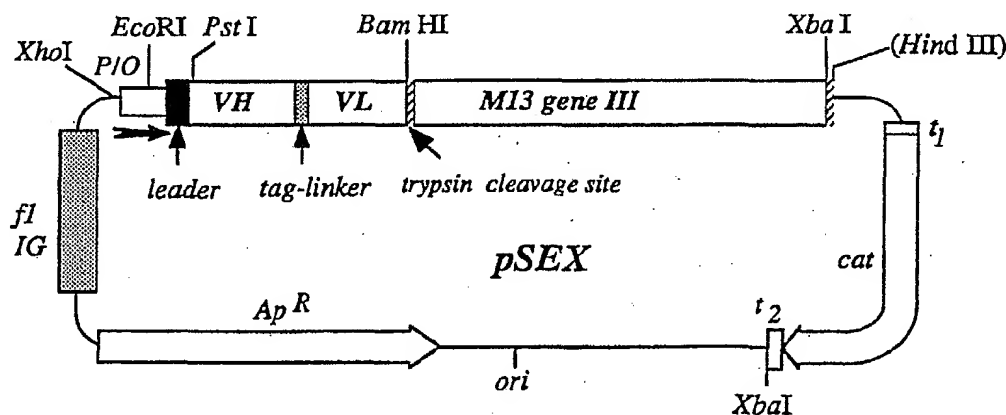 EcoRI
Pst I
Bam HI
Xba I
(Hind III)
XhoI
P/O
VH
VL
M13 gene III
t1
leader
tag-linker
trypsin cleavage site
f1
IG
pSEX
cat
Ap R
t2
ori
XbaI